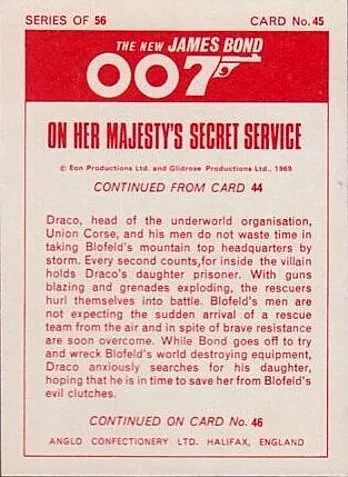 SERIES OF 56 CARD No. 45
THE NEW JAMES BOND
007
ON HER MAJESTY'S SECRET SERVICE
© Eon Productions Ltd. and Glidrose Productions Ltd., 1969
CONTINUED FROM CARD 44
Draco, head of the underworld organisation,
Union Corse, and his men do not waste time in
taking Blofeld's mountain top headquarters by
storm. Every second counts,for inside the villain
holds Draco's daughter prisoner. With guns
blazing and grenades exploding, the rescuers
hurl themselves into battle. Blofeld's men are
not expecting the sudden arrival of a rescue
team from the air and in spite of brave resistance
are soon overcome. While Bond goes off to try
and wreck Blofeld's world destroying equipment,
Draco anxiously searches for his daughter,
hoping that he is in time to save her from Blofeld's
evil clutches.
CONTINUED ON CARD No. 46
ANGLO CONFECTIONERY LTD. HALIFAX, ENGLAND